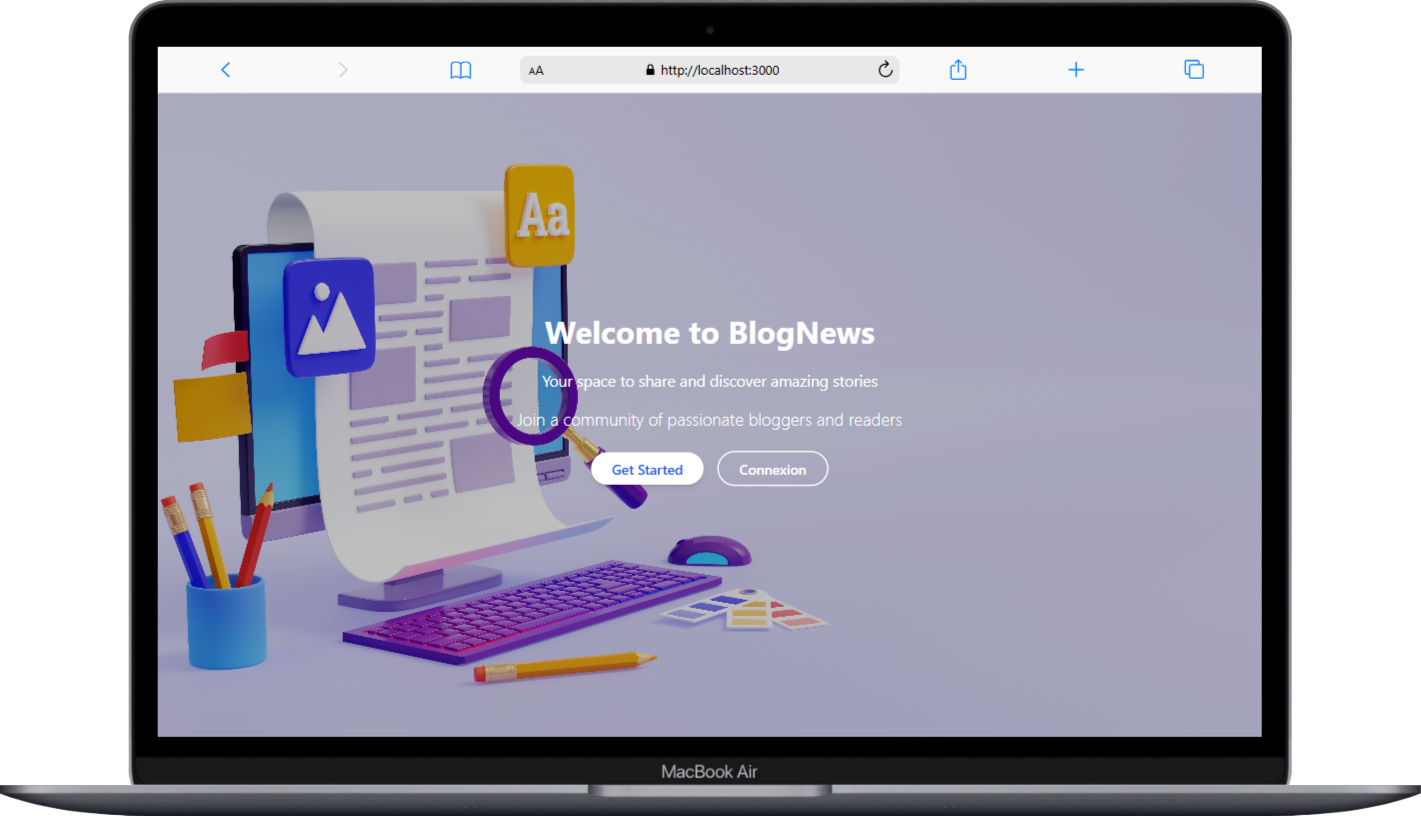 AA
http://localhost:3000
Aa
Welcome to BlogNews
Your space to share and discover amazing stories
Join a community of passionate bloggers and readers
Get Started
Connexion
MacBook Air